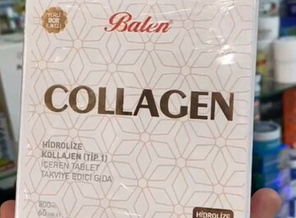 Balen
COLLAGEN
HİDROLİZE
KOLLAJEN (TİP.1)
İÇEREN TABLET
TAKVİYE EDİCİ GIDA
HİDROLİZE